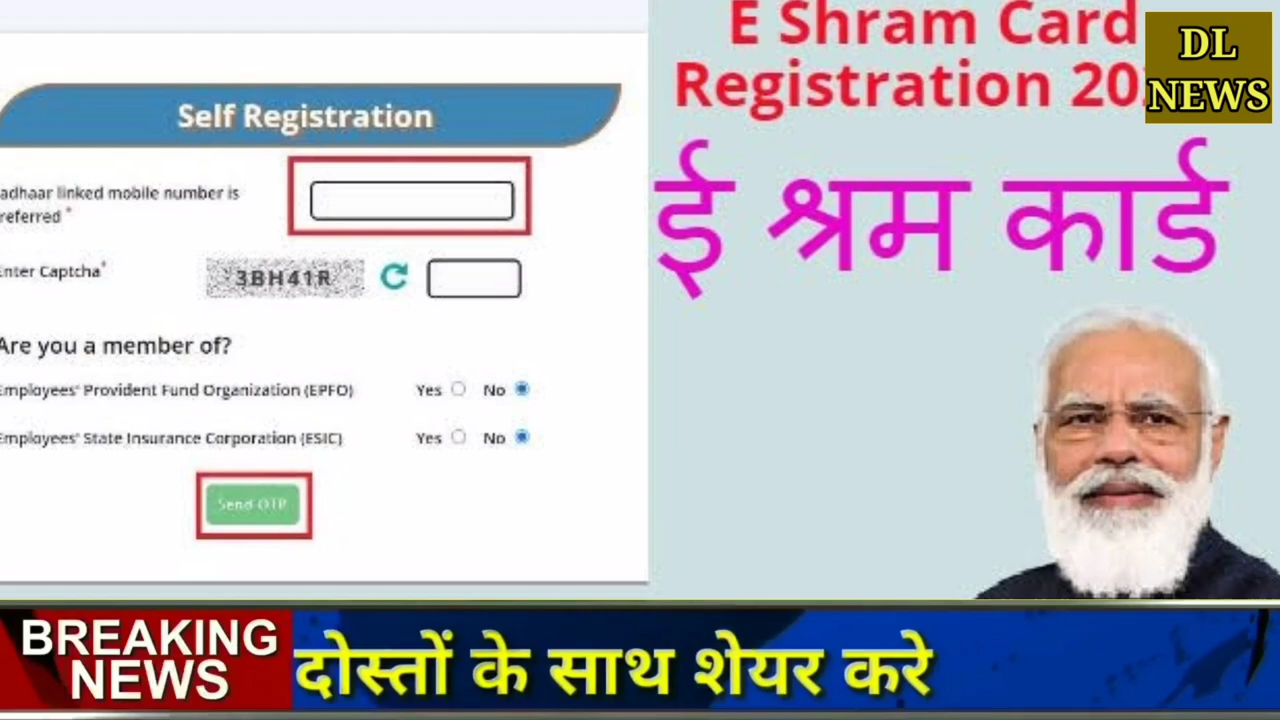 Self Registration
adhaar linked mobile number is
referred *
Enter Captcha*
3BH41R
Are you a member of?
Employees' Provident Fund Organization (EPFO) Yes No
Employees' State Insurance Corporation (ESIC) Yes No
Send OTP
E Shram Card
Registration 20
ई श्रम कार्ड
DL
NEWS
BREAKING
NEWS
दोस्तों के साथ शेयर करे